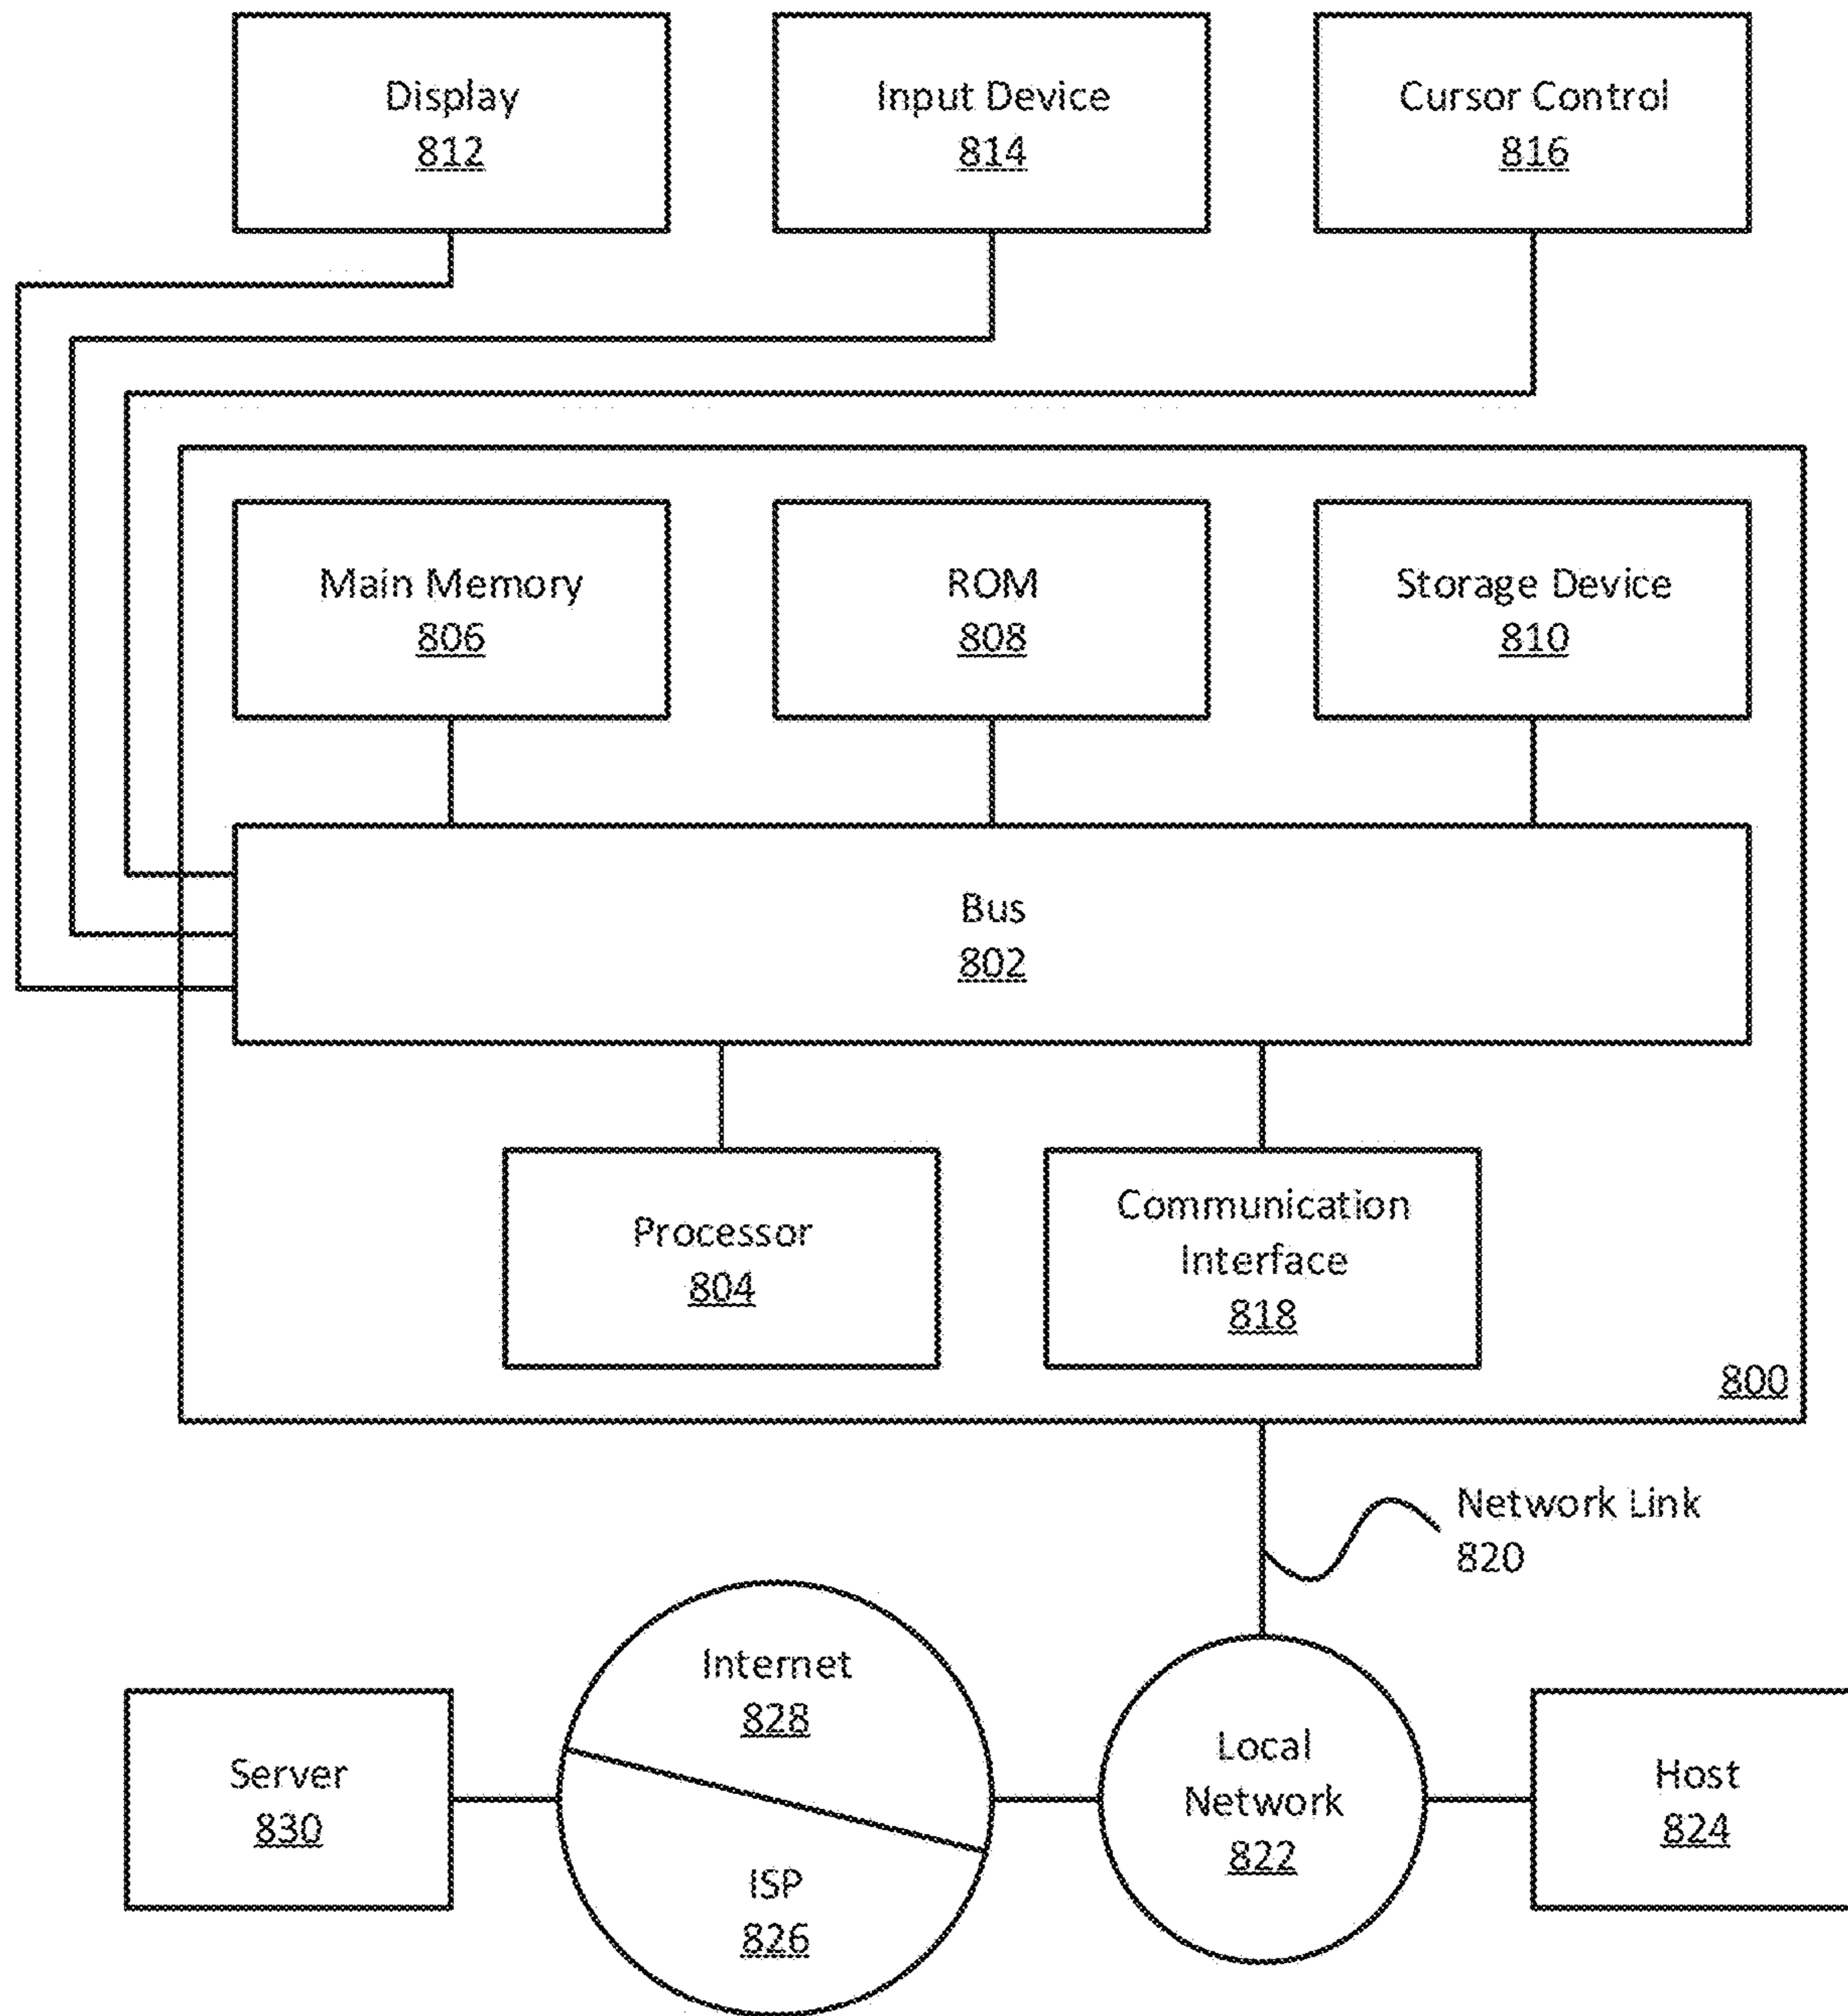 Display
812
Input Device
814
Cursor Control
816
Main Memory
806
ROM
808
Storage Device
810
Bus
802
Processor
804
Communication
Interface
818
800
Network Link
820
Internet
828
ISP
826
Server
830
Local
Network
822
Host
824